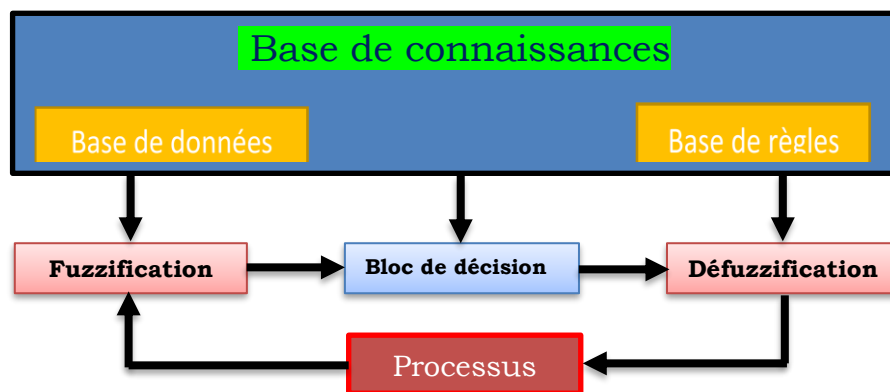 Base de connaissances
Base de données
Base de règles
Fuzzification
Bloc de décision
Défuzzification
Processus